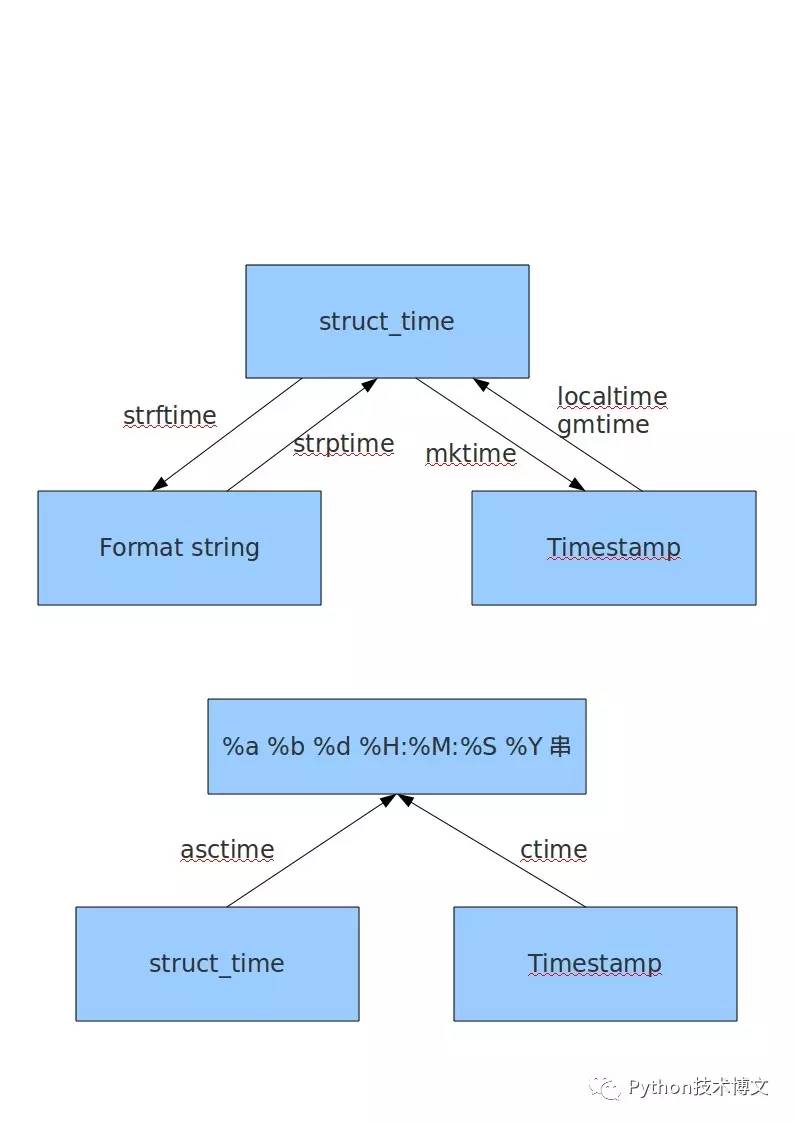 struct_time
strftime
strptime
mktime
localtime
gmtime
Format string
Timestamp
%a %b %d %H:%M:%S %Y 串
asctime
ctime
struct_time
Timestamp
Python技术博文